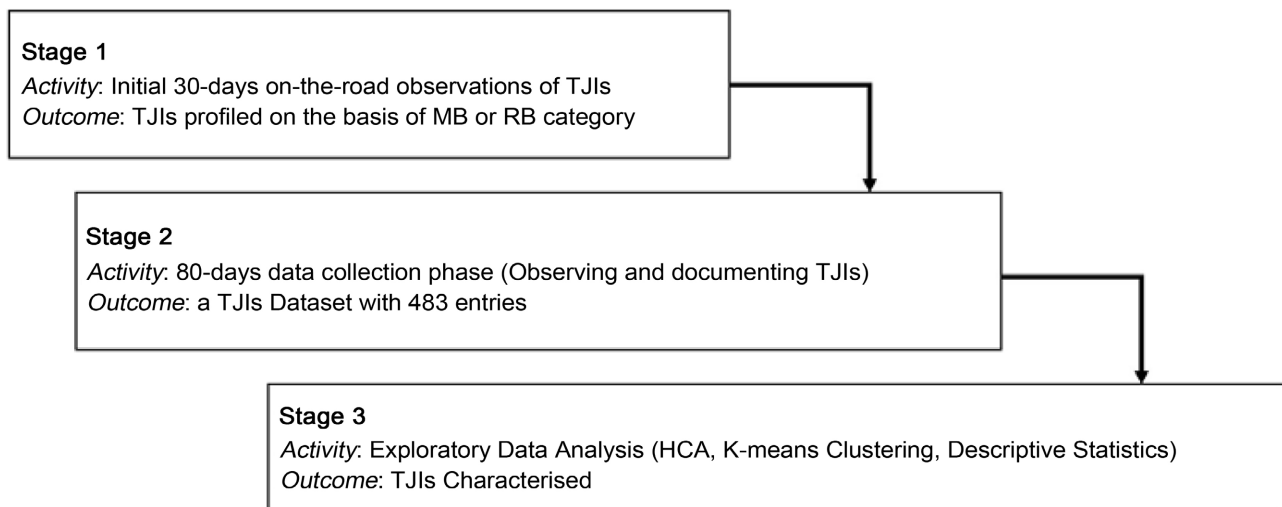 Stage 1
Activity: Initial 30-days on-the-road observations of TJIs
Outcome: TJIs profiled on the basis of MB or RB category
Stage 2
Activity: 80-days data collection phase (Observing and documenting TJIs)
Outcome: a TJIs Dataset with 483 entries
Stage 3
Activity: Exploratory Data Analysis (HCA, K-means Clustering, Descriptive Statistics)
Outcome: TJIs Characterised